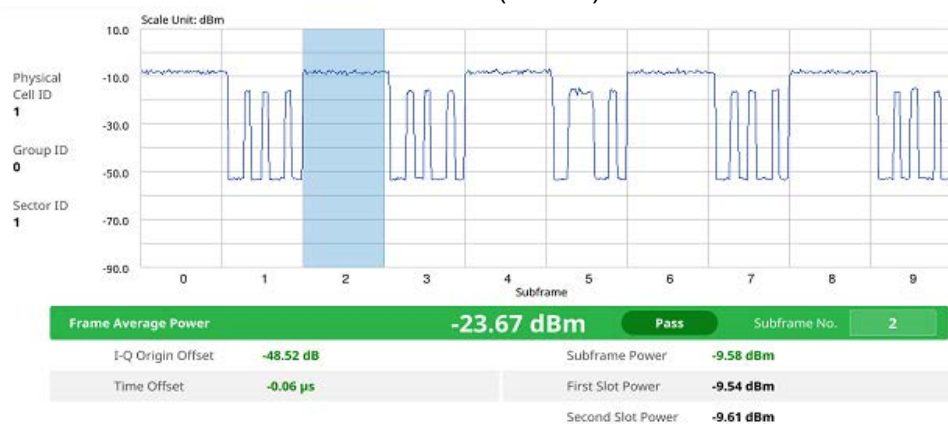 Scale Unit: dBm
10.0
-10.0
-30.0
-50.0
-70.0
-90.0
Physical
Cell ID
1
Group ID
0
Sector ID
1
0 1 2 3 4 5 6 7 8 9
Subframe
Frame Average Power -23.67 dBm Pass Subframe No. 2
I-Q Origin Offset -48.52 dB Subframe Power -9.58 dBm
Time Offset -0.06 µs First Slot Power -9.54 dBm
Second Slot Power -9.61 dBm